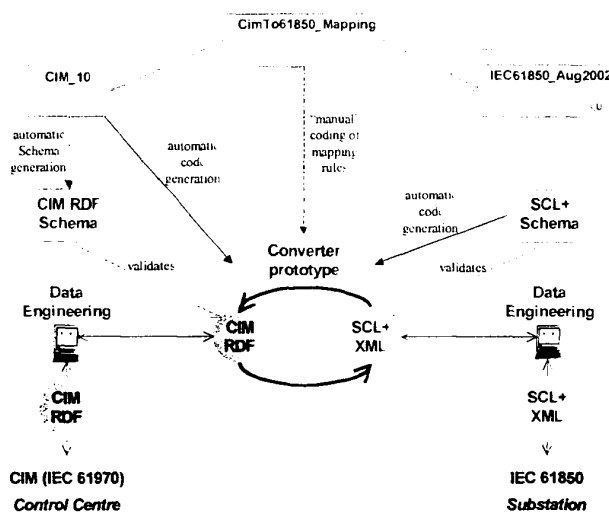 CimTo61850_Mapping
CIM_10
IEC61850_Aug2002
automatic
Schema
generation
automatic
code
generation
"manual"
coding of
mapping
rules
automatic
code
generation
CIM RDF
Schema
SCL+
Schema
Converter
prototype
validates
validates
Data
Engineering
Data
Engineering
CIM
RDF
SCL+
XML
CIM
RDF
SCL+
XML
CIM (IEC 61970)
Control Centre
IEC 61850
Substation